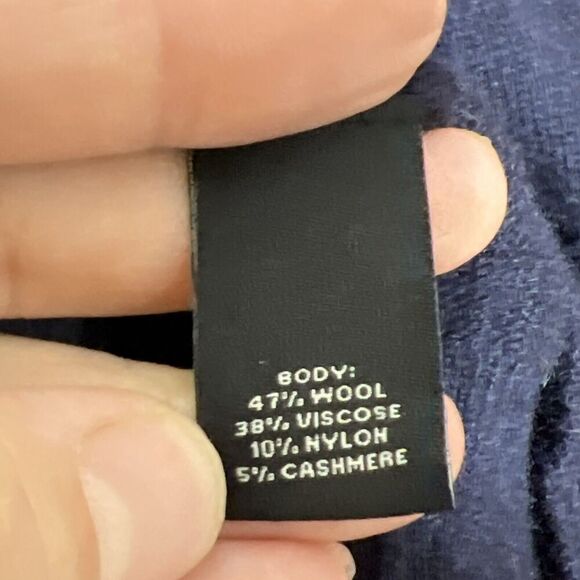 BODY:
47% WOOL
38% VISCOSE
10% NYLON
5% CASHMERE